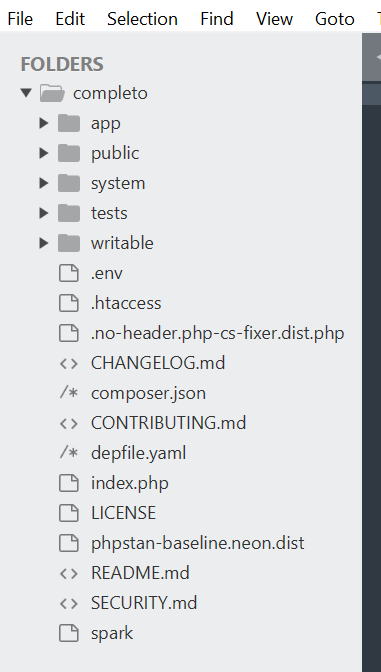 File Edit Selection Find View Goto
FOLDERS
completo
app
public
system
tests
writable
.env
.htaccess
.no-header.php-cs-fixer.dist.php
CHANGELOG.md
composer.json
CONTRIBUTING.md
depfile.yaml
index.php
LICENSE
phpstan-baseline.neon.dist
README.md
SECURITY.md
spark